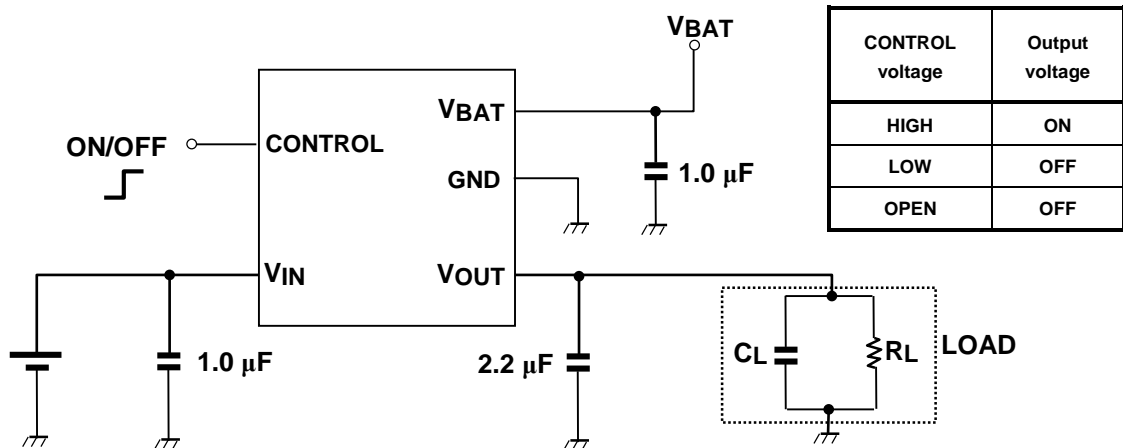 VBAT
CONTROL
voltage
Output
voltage
HIGH
ON
LOW
OFF
OPEN
OFF
ON/OFF
CONTROL
VBAT
GND
VIN
VOUT
1.0 μF
1.0 μF
2.2 μF
CL
RL
LOAD